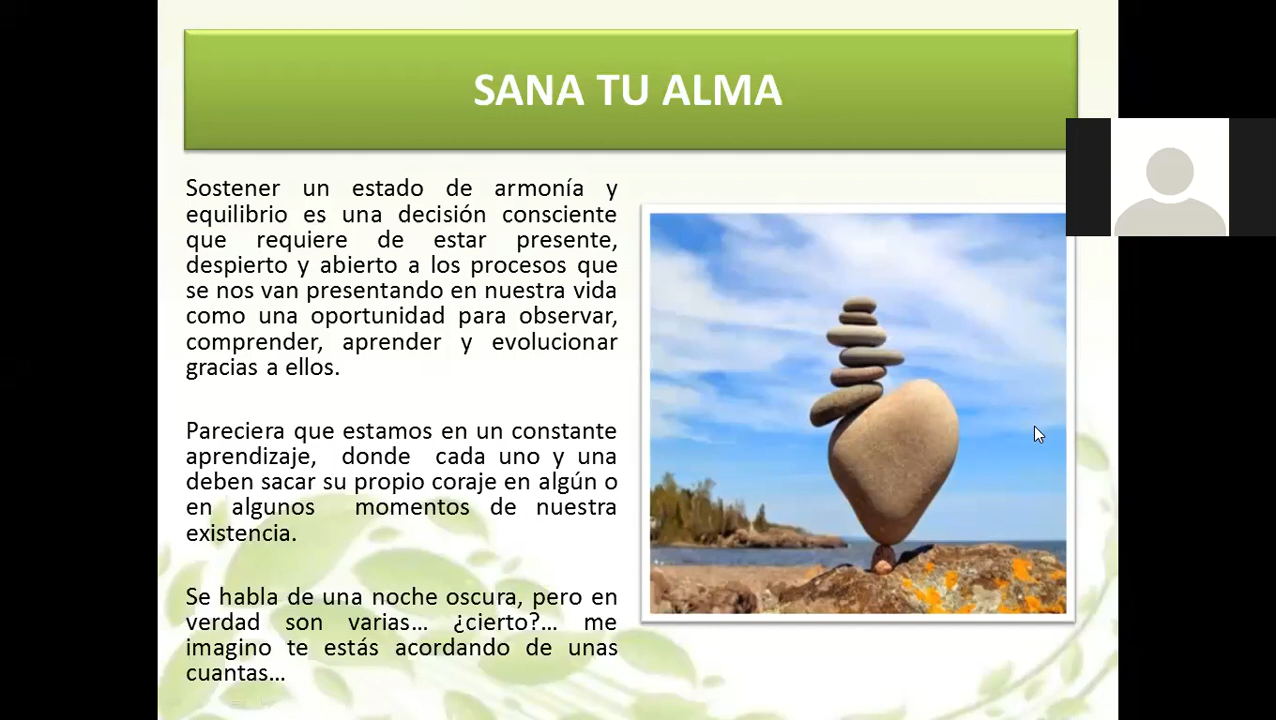 SANA TU ALMA
Sostener un estado de armonía y
equilibrio es una decisión consciente
que requiere de estar presente,
despierto y abierto a los procesos que
se nos van presentando en nuestra vida
como una oportunidad para observar,
comprender, aprender y evolucionar
gracias a ellos.
Pareciera que estamos en un constante
aprendizaje, donde cada uno y una
deben sacar su propio coraje en algún o
en algunos momentos de nuestra
existencia.
Se habla de una noche oscura, pero en
verdad son varias... ¿cierto?... me
imagino te estás acordando de unas
cuantas...